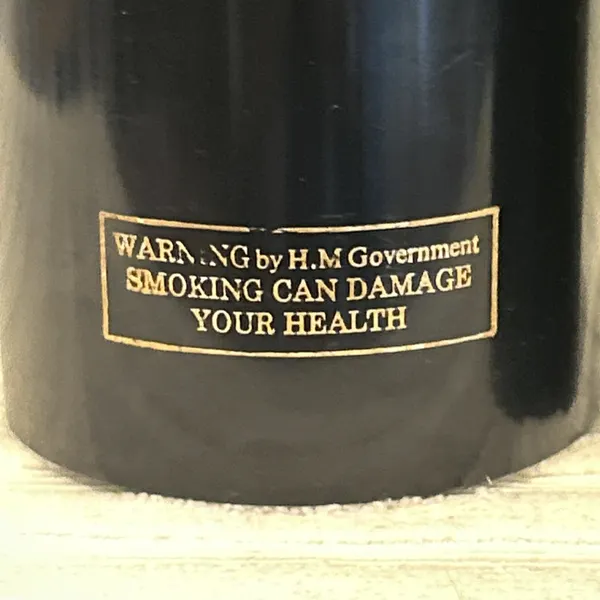 WARNING by H.M Government
SMOKING CAN DAMAGE
YOUR HEALTH